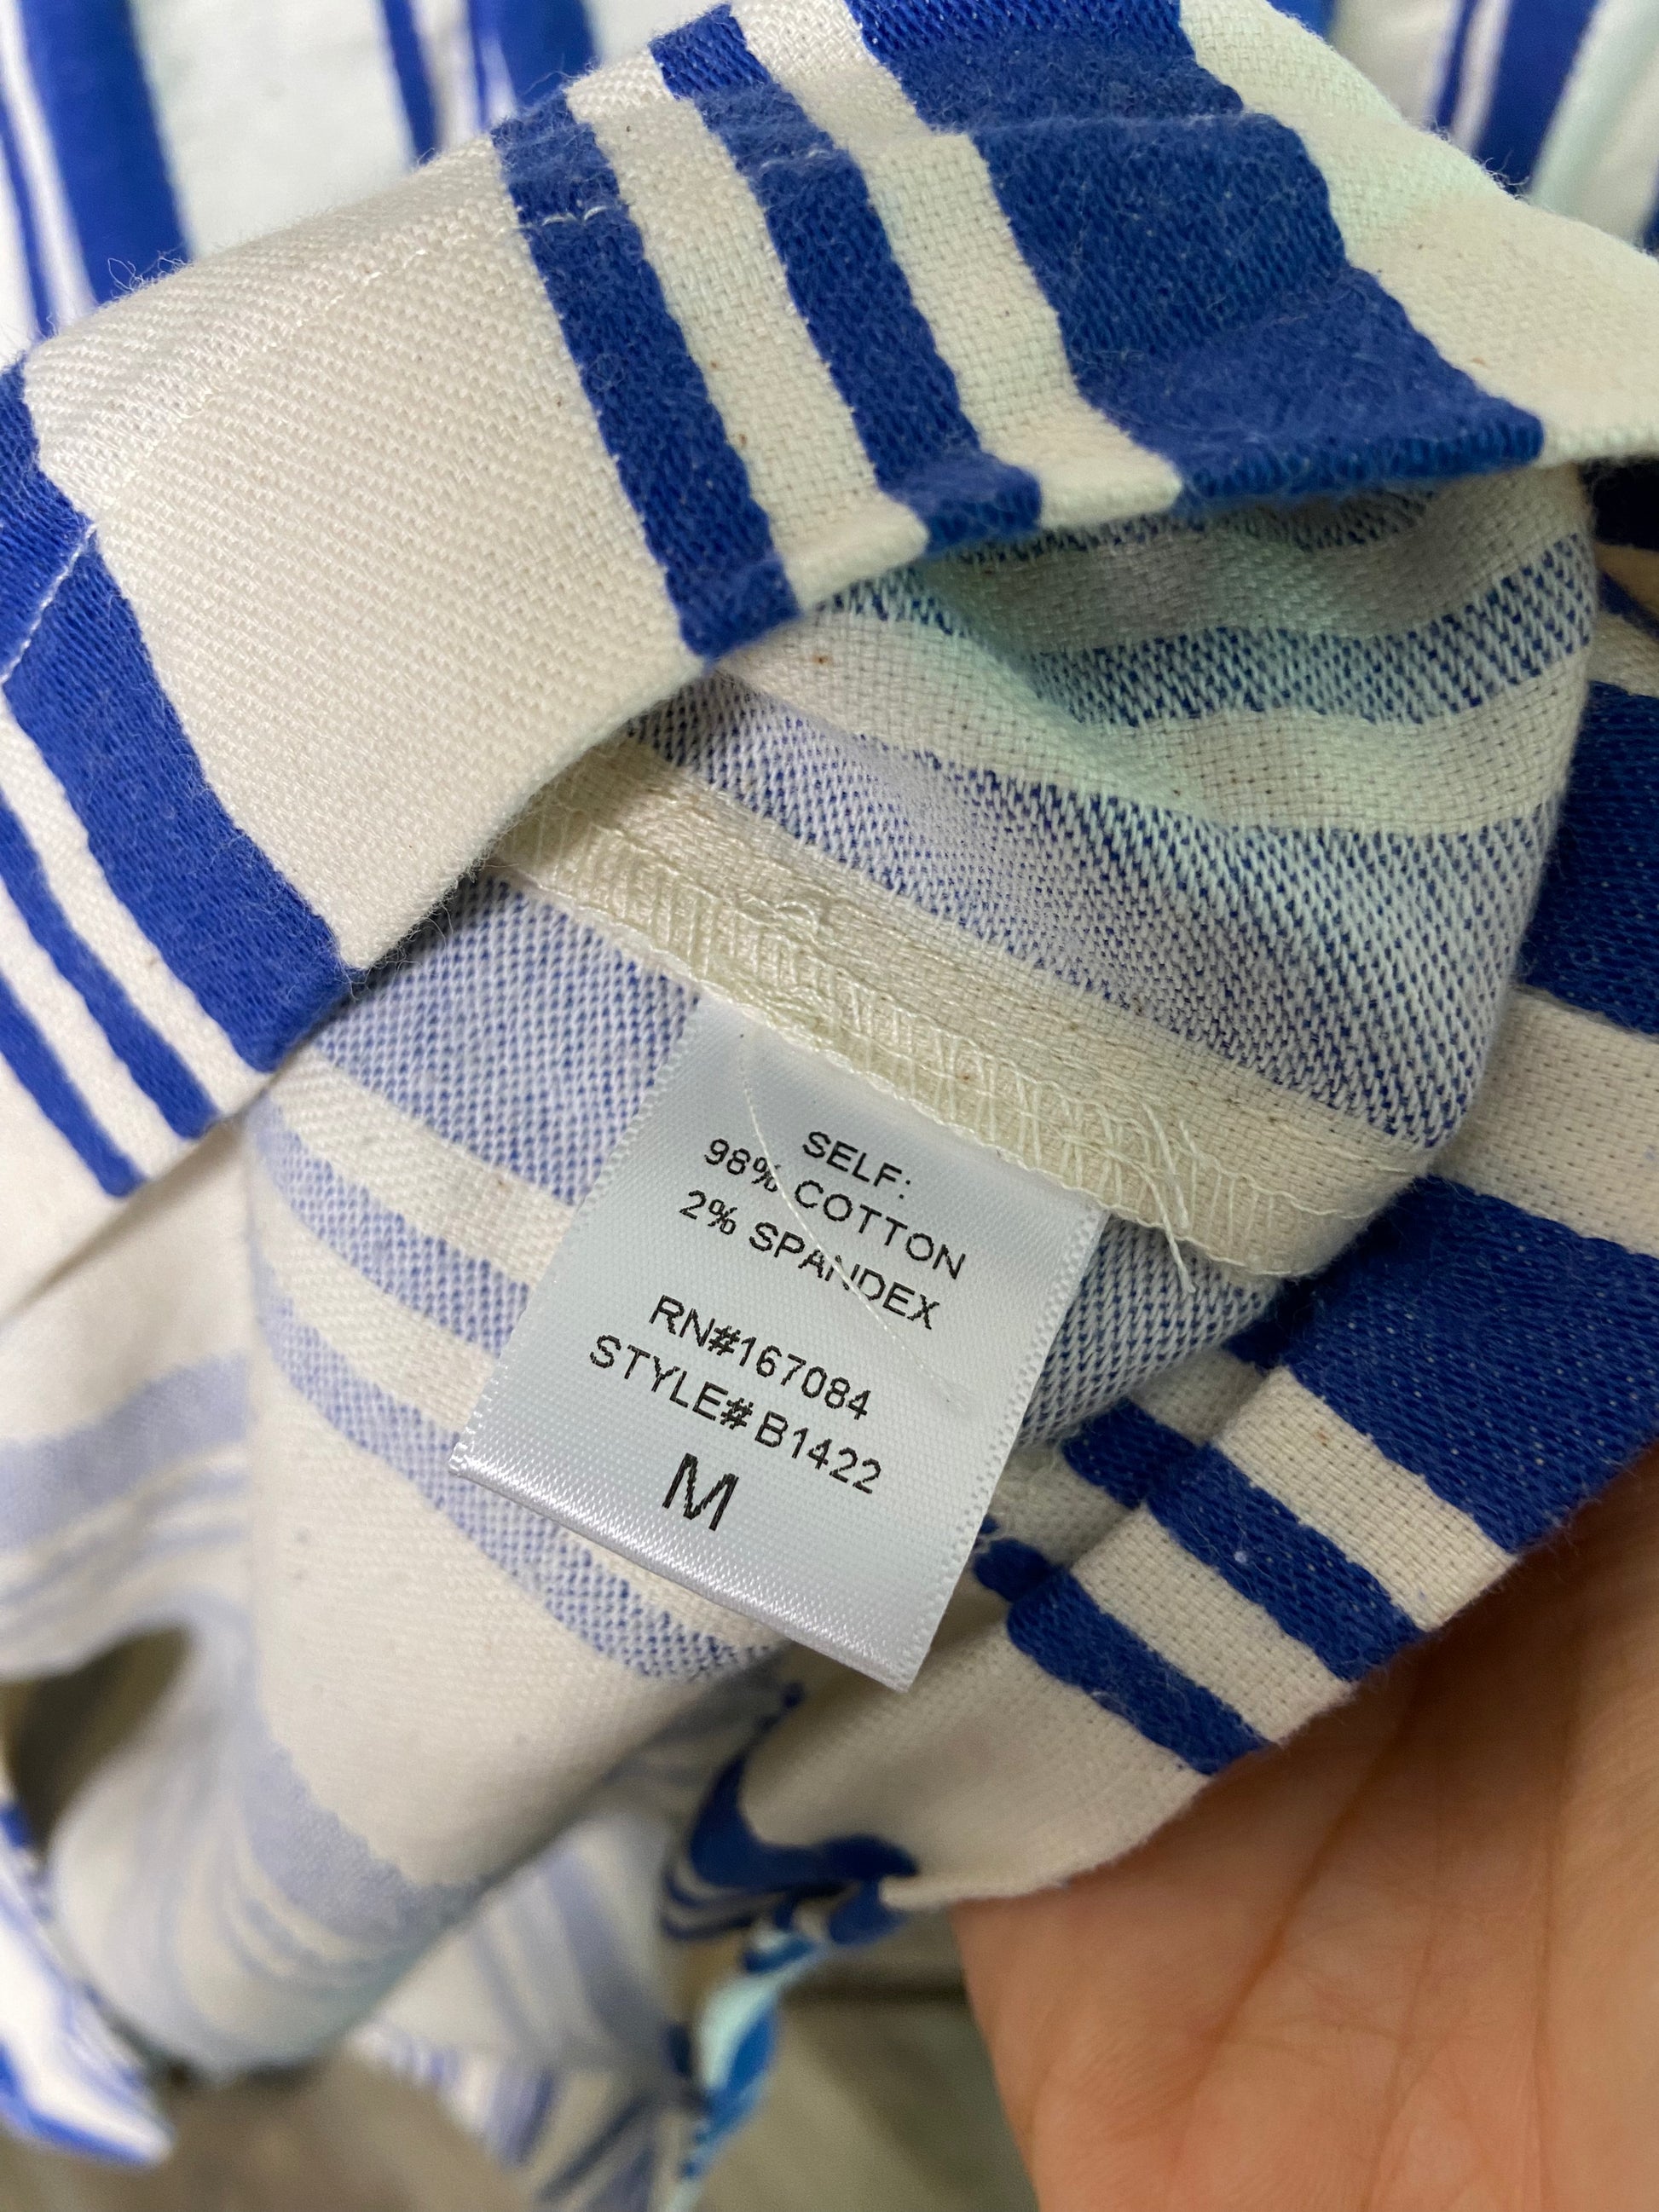 SELF:
98% COTTON
2% SPANDEX
RN#167084
STYLE# B1422
M